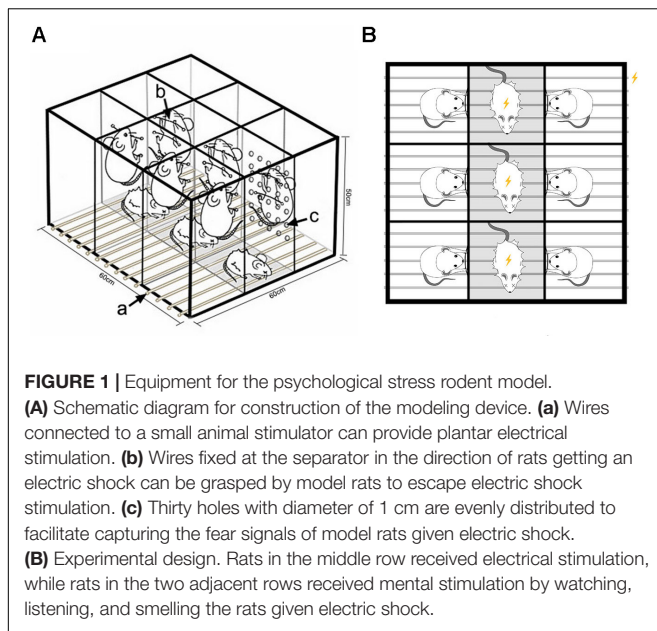 A
B
b
c
a
50cm
60cm
60cm
FIGURE 1 | Equipment for the psychological stress rodent model.
(A) Schematic diagram for construction of the modeling device. (a) Wires
connected to a small animal stimulator can provide plantar electrical
stimulation. (b) Wires fixed at the separator in the direction of rats getting an
electric shock can be grasped by model rats to escape electric shock
stimulation. (c) Thirty holes with diameter of 1 cm are evenly distributed to
facilitate capturing the fear signals of model rats given electric shock.
(B) Experimental design. Rats in the middle row received electrical stimulation,
while rats in the two adjacent rows received mental stimulation by watching,
listening, and smelling the rats given electric shock.